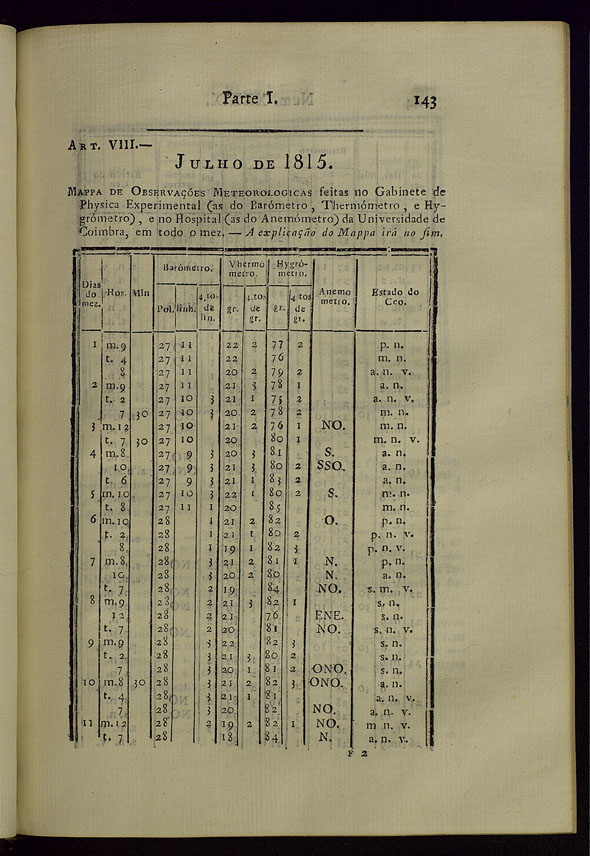 Parte I. 143
ART. VIII.—
JULHO DE 1815.
MAPPA DE OBSERVAÇÕES METEOROLOGICAS feitas no Gabinete de
Physica Experimental (as do Barómetro, Thermómetro, e Hy-
grómetro), e no Hospital (as do Anemómetro) da Universidade de
Coimbra, em todo o mez. — A explicação do Mappa irá no fim.
Dias do mez. Hor. Min Barómetro. Thermo metro. Hygró- metro. Anemo metro. Estado do Ceo.
Pol. linh. 4.tos de lin. gr. 4.tos de gr. gr. 4 tos de gr.
1 m. 9 27 11 22 2 77 2 p. n.
t. 4 27 11 22 76 m. n.
8 27 11 20 2 79 2 a. n. v.
2 m. 9 27 11 21 3 78 1 a. n.
t. 2 27 10 3 21 1 75 2 a. n. v.
7 30 27 10 3 20 2 78 2 m. n.
3 m. 12 27 10 21 2 76 1 NO. m. n.
t. 7 30 27 10 20 80 1 m. n. v.
4 m. 8 27 9 3 20 3 81 S. a. n.
10 27 9 3 21 3 80 2 SSO. a. n.
t. 6 27 9 3 21 1 83 2 a. n.
5 m. 10 27 10 3 22 1 80 2 S. m. n.
t. 8 27 11 1 20 85 m. n.
6 m. 10 28 1 21 2 82 O. p. n.
t. 2 28 1 21 1 80 2 p. n. v.
8 28 1 19 1 82 3 p. n. v.
7 m. 8 28 3 21 2 81 1 N. p. n.
10 28 3 20 2 80 N. a. n.
t. 7 28 2 19 84 NO. s. m. v.
8 m. 9 28 2 21 3 82 1 s. n.
12 28 2 21 76 ENE. s. n.
t. 7 28 2 20 81 NO. s. n. v.
9 m. 9 28 3 22 82 3 s. n.
t. 2 28 3 21 3 80 2 s. n.
7 28 3 20 1 81 2 ONO. s. n.
10 m. 8 30 28 3 21 2 82 3 ONO. a. n.
t. 4 28 3 21 1 81 a. n. v.
7 28 3 20 82 NO. a. n. v.
11 m. 12 28 2 19 2 82 1 NO. m n. v.
t. 7 28 18 84 N. a. n. v.
F 2